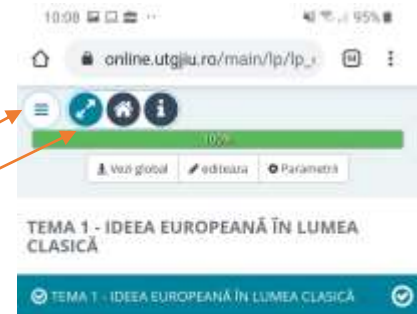 10:08
95%
online.utgjiu.ro/main/lp/lp_
100%
Vezi global editeaza Parametrii
TEMA 1 - IDEEA EUROPEANĂ ÎN LUMEA
CLASICĂ
TEMA 1 - IDEEA EUROPEANĂ ÎN LUMEA CLASICĂ